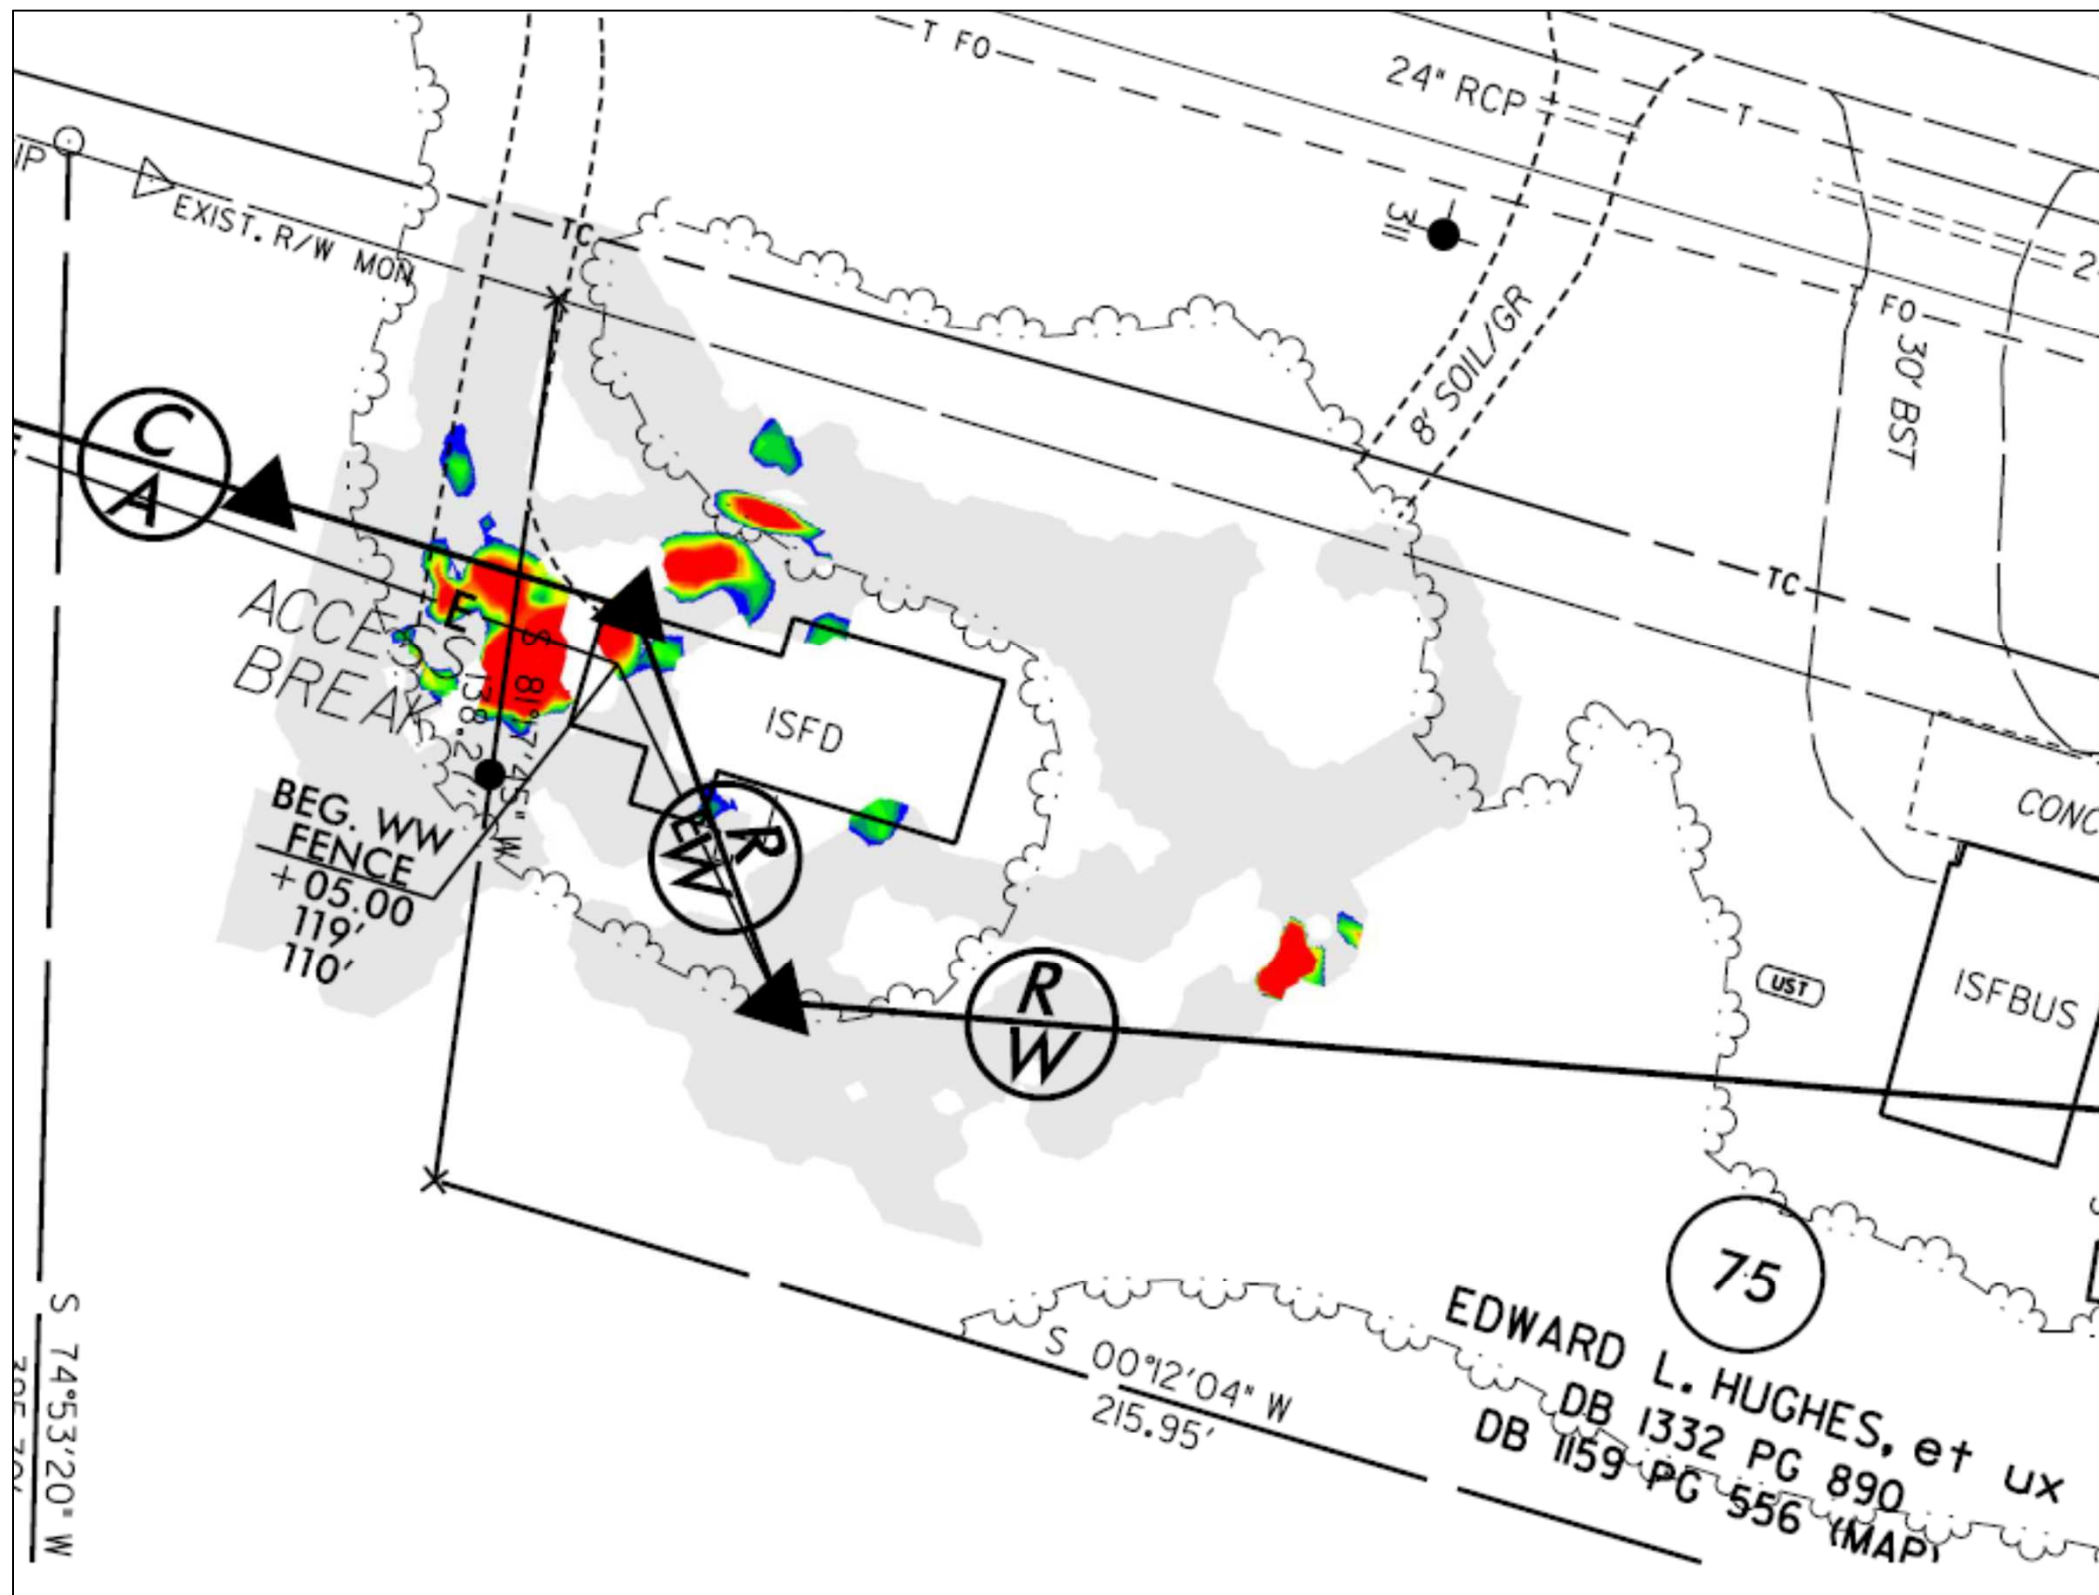 T FO
24" RCP
T
IP
EXIST. R/W MON
TC
FO
30' BST
8' SOIL/GR
C
A
TC
ACCESS
BREAK
E
S 81°17'45" W
138.27'
ISFD
BEG. WW
FENCE
+05.00
119'
110'
R
EW
R
W
UST
CONC
ISFBUS
75
EDWARD L. HUGHES, et ux
DB 1332 PG 890
DB 1159 PG 556 (MAP)
S 00°12'04" W
215.95'
S 74°53'20" W